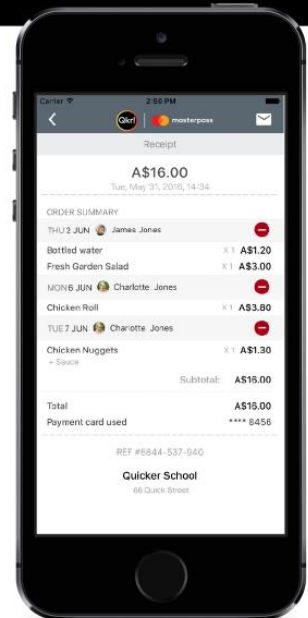 Carrier 2:50 PM
Qkr! masterpass
Receipt
A$16.00
Tue, May 31, 2016, 14:34
ORDER SUMMARY
THU 2 JUN James Jones
Bottled water X 1 A$1.20
Fresh Garden Salad X 1 A$3.00
MON 6 JUN Charlotte Jones
Chicken Roll X 1 A$3.80
TUE 7 JUN Charlotte Jones
Chicken Nuggets X 1 A$1.30
+ Sauce
Subtotal: A$16.00
Total A$16.00
Payment card used **** 8456
REF #6844-537-940
Quicker School
66 Quick Street